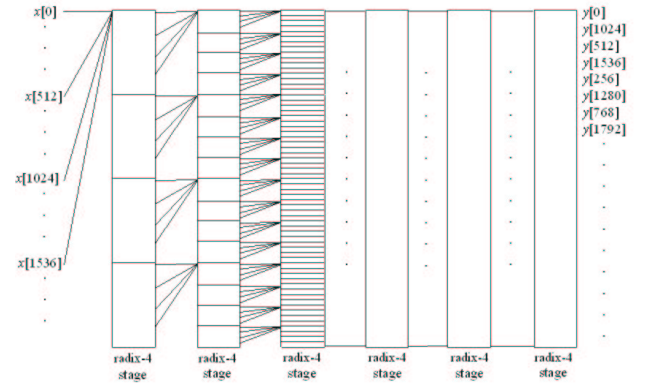 x[0]
x[512]
x[1024]
x[1536]
y[0]
y[1024]
y[512]
y[1536]
y[256]
y[1280]
y[768]
y[1792]
radix-4 stage
radix-4 stage
radix-4 stage
radix-4 stage
radix-4 stage
radix-4 stage